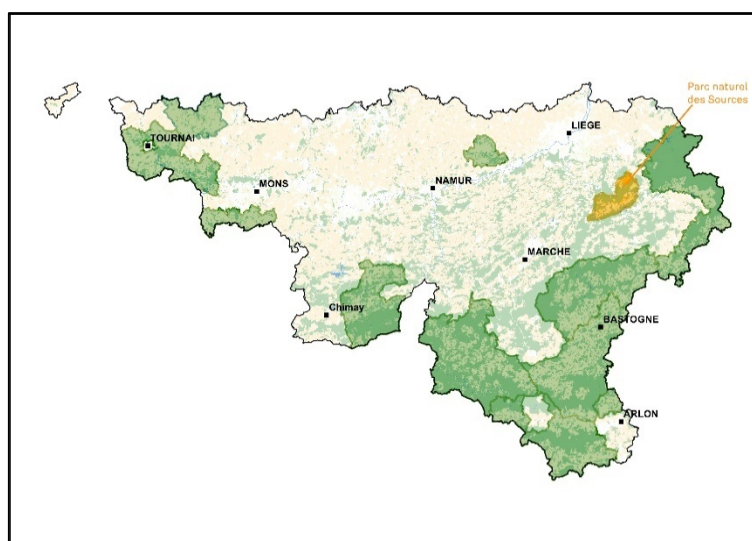 Parc naturel
des Sources
LIEGE
TOURNAI
NAMUR
MONS
MARCHE
Chimay
BASTOGNE
ARLON